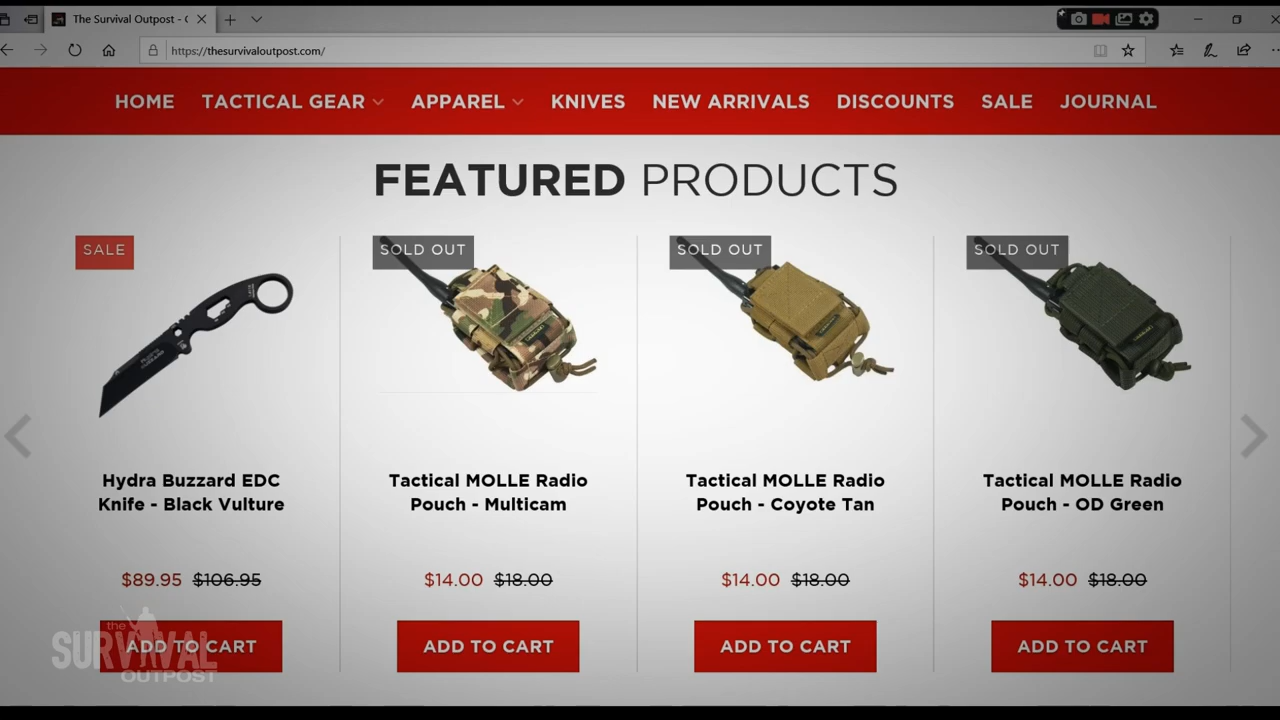 The Survival Outpost - C
https://thesurvivaloutpost.com/
HOME TACTICAL GEAR APPAREL KNIVES NEW ARRIVALS DISCOUNTS SALE JOURNAL
FEATURED PRODUCTS
SALE
SOLD OUT
SOLD OUT
SOLD OUT
Hydra Buzzard EDC
Knife - Black Vulture
$89.95 $106.95
ADD TO CART
Tactical MOLLE Radio
Pouch - Multicam
$14.00 $18.00
ADD TO CART
Tactical MOLLE Radio
Pouch - Coyote Tan
$14.00 $18.00
ADD TO CART
Tactical MOLLE Radio
Pouch - OD Green
$14.00 $18.00
ADD TO CART
the
SURVIVAL
OUTPOST